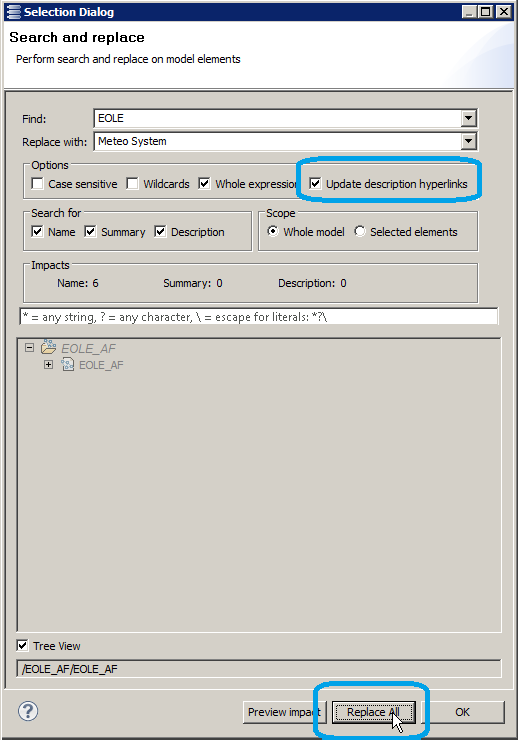 Selection Dialog
Search and replace
Perform search and replace on model elements
Find: EOLE
Replace with: Meteo System
Options
Case sensitive Wildcards Whole expression Update description hyperlinks
Search for Scope
Name Summary Description Whole model Selected elements
Impacts
Name: 6 Summary: 0 Description: 0
* = any string, ? = any character, \ = escape for literals: *?\
EOLE_AF
EOLE_AF
Tree View
/EOLE_AF/EOLE_AF
? Preview impact Replace All OK